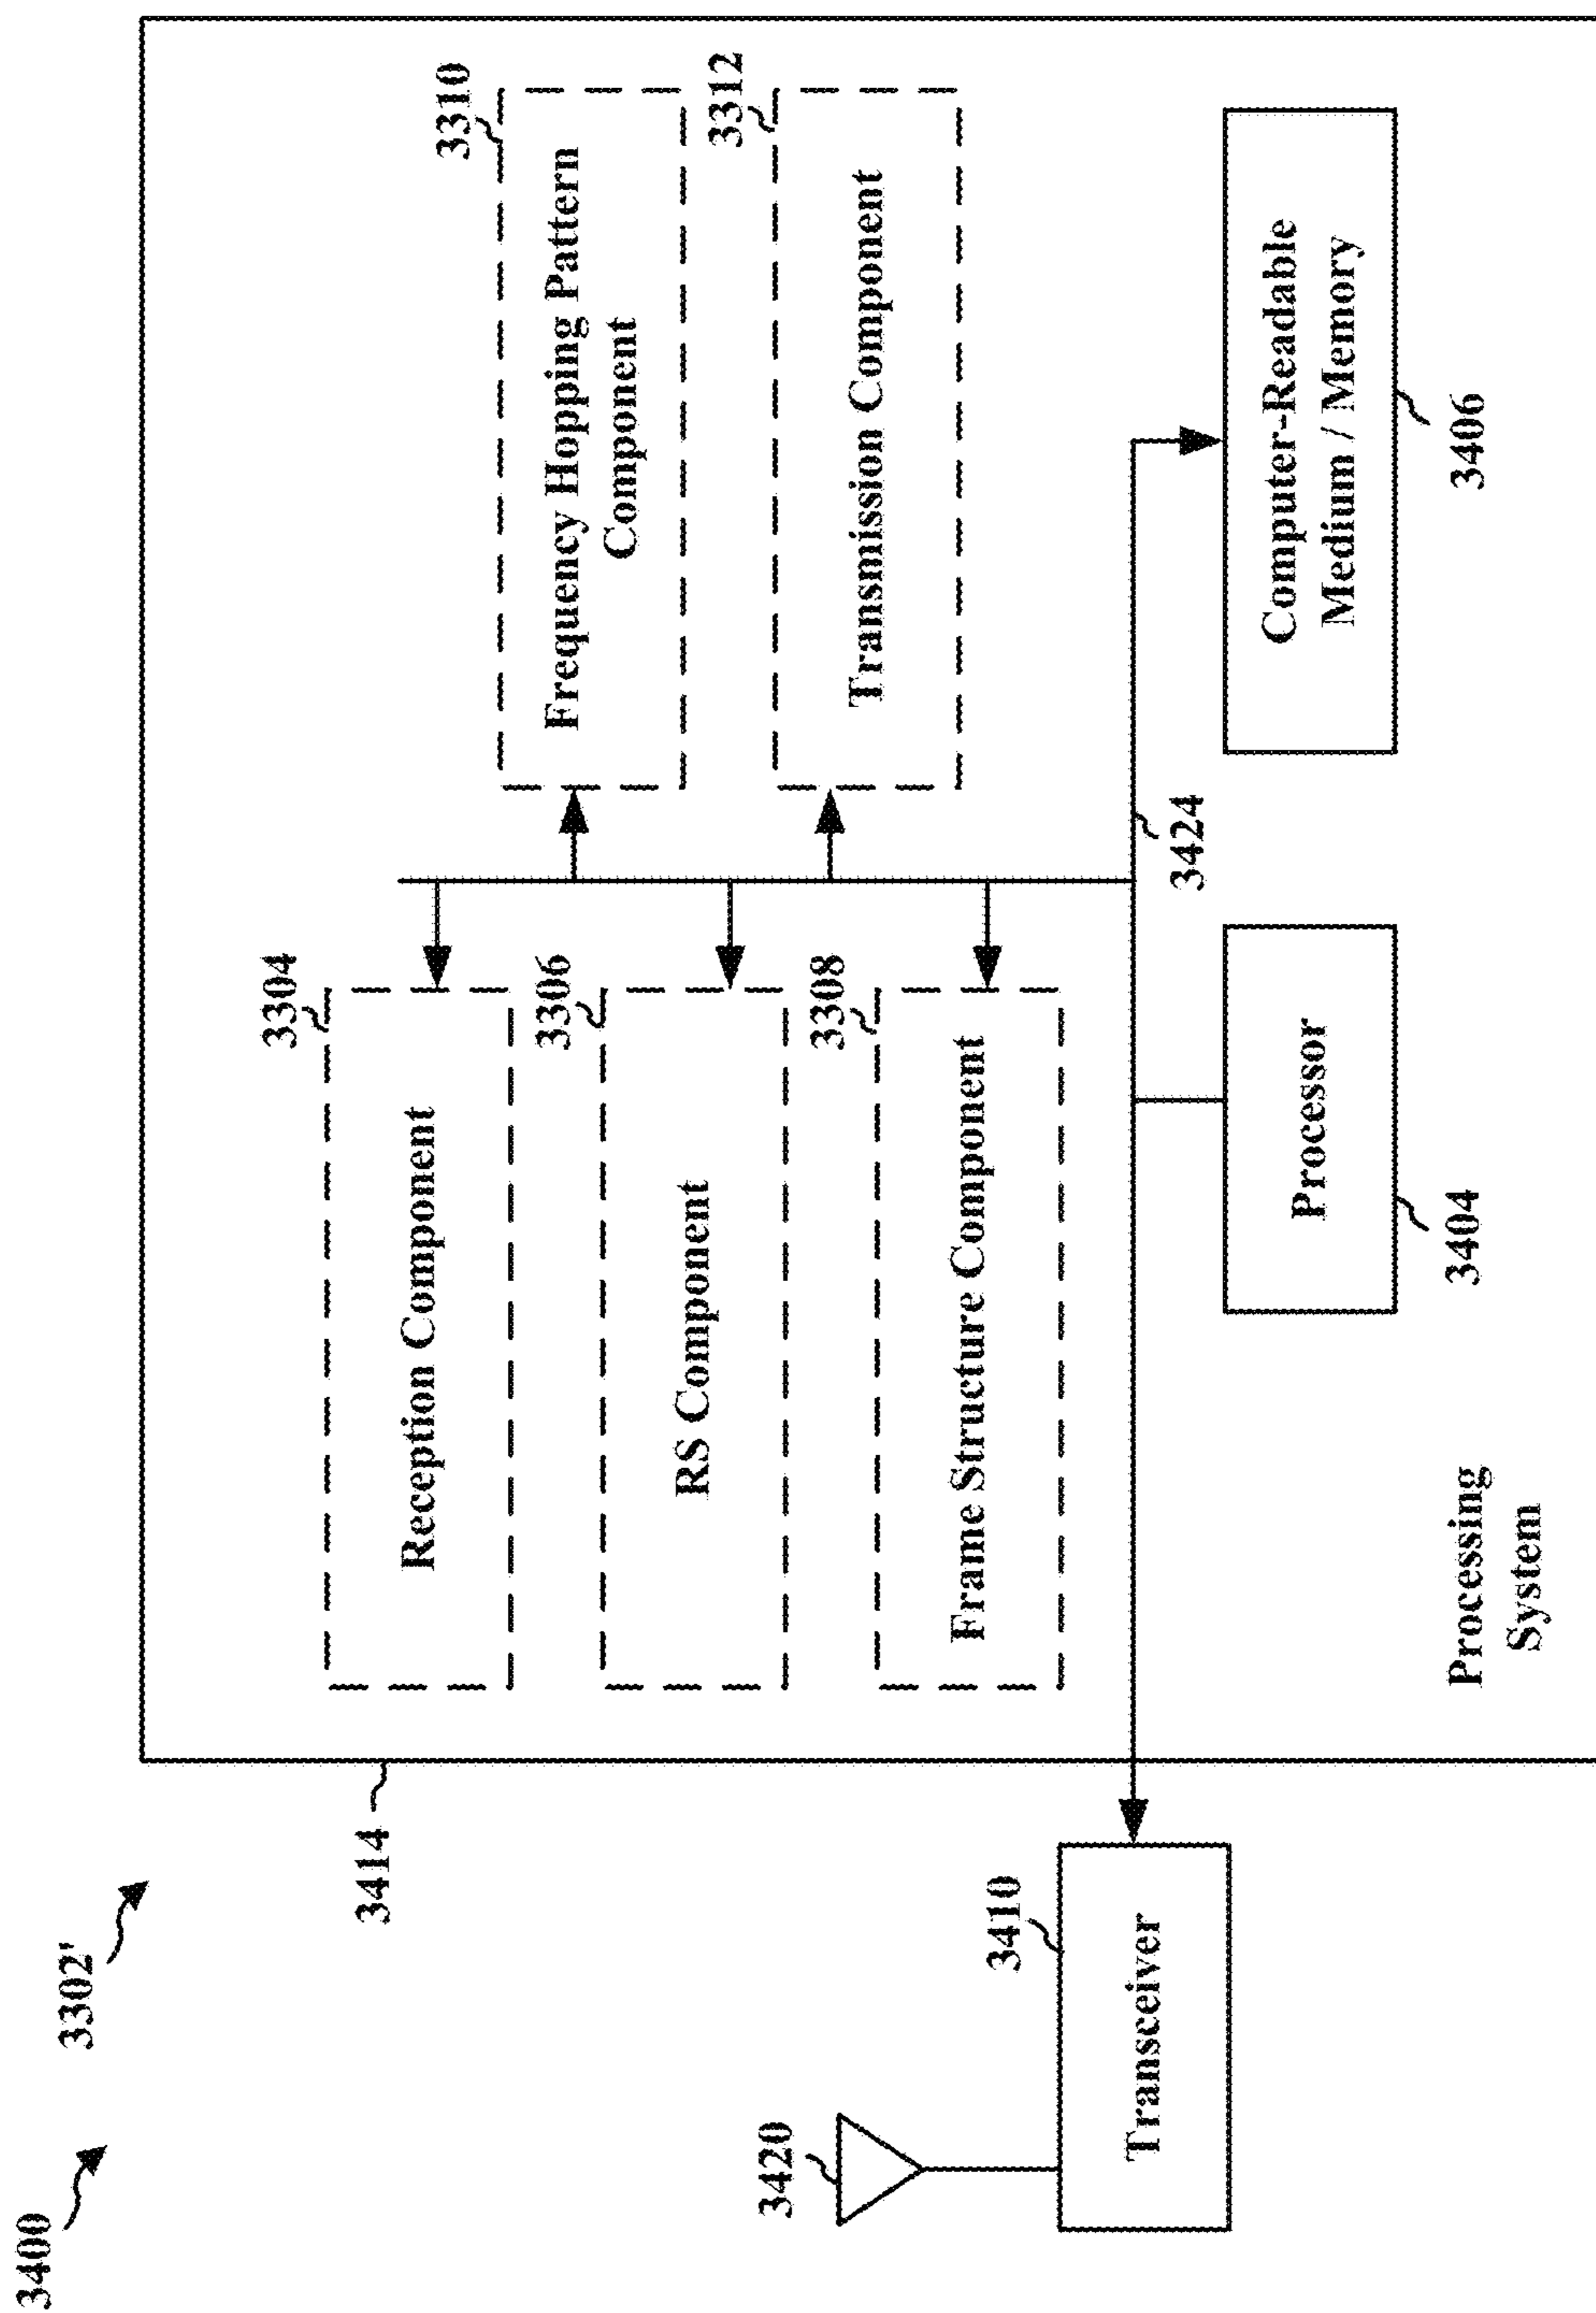 3400
3302'
3414
3420
3410
Transceiver
3304
Reception Component
3306
RS Component
3308
Frame Structure Component
3310
Frequency Hopping Pattern
Component
3312
Transmission Component
3424
Processor
3404
Computer-Readable
Medium / Memory
3406
Processing
System